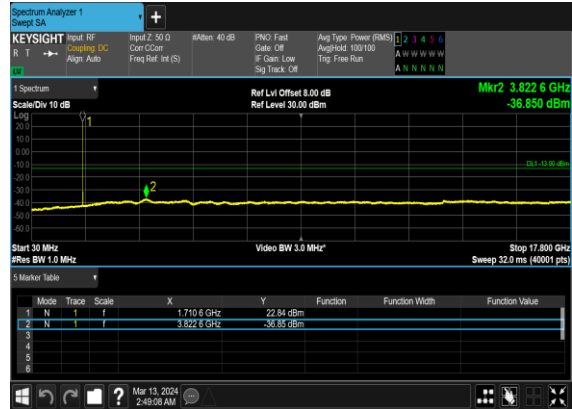 Spectrum Analyzer 1
Swept SA
+
KEYSIGHT Input: RF Input Z: 50 Ω #Atten: 40 dB PNO: Fast Avg Type: Power (RMS) 1 2 3 4 5 6
R T Coupling: DC Corr CCorr Gate: Off Avg|Hold: 100/100 A W W W W W
Align: Auto Freq Ref: Int (S) IF Gain: Low Trig: Free Run
Sig Track: Off A N N N N N
1 Spectrum Ref Lvl Offset 8.00 dB Mkr2 3.822 6 GHz
Scale/Div 10 dB Ref Level 30.00 dBm -36.850 dBm
Log
1
20.0
10.0
0.00
-10.0 DL1 -13.00 dBm
-20.0
-30.0 2
-40.0
-50.0
-60.0
Start 30 MHz Video BW 3.0 MHz* Stop 17.800 GHz
#Res BW 1.0 MHz Sweep 32.0 ms (40001 pts)
5 Marker Table
Mode Trace Scale X Y Function Function Width Function Value
1 N 1 f 1.710 6 GHz 22.84 dBm
2 N 1 f 3.822 6 GHz -36.85 dBm
3
4
5
6
? Mar 13, 2024
2:49:08 AM